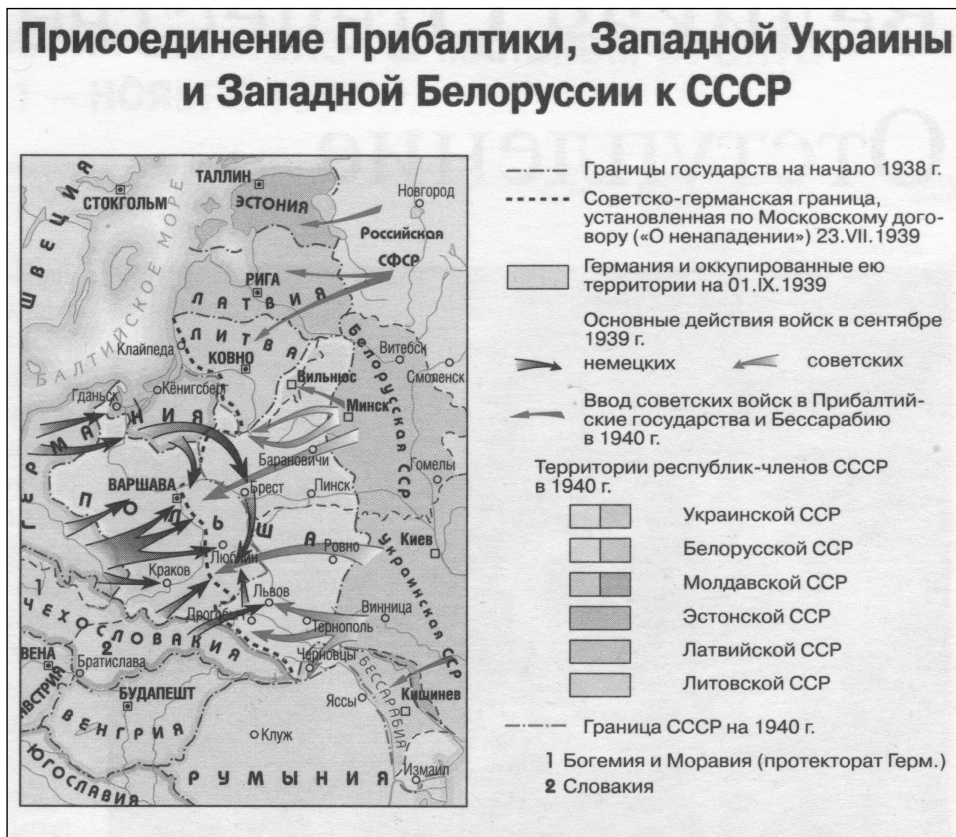 Присоединение Прибалтики, Западной Украины
и Западной Белоруссии к СССР
ШВЕЦИЯ
СТОКГОЛЬМ
БАЛТИЙСКОЕ МОРЕ
ТАЛЛИН
ЭСТОНИЯ
Новгород
Российская
СФСР
РИГА
ЛАТВИЯ
ЛИТВА
Клайпеда
КОВНО
Вильнюс
Белорусская ССР
Витебск
Смоленск
Гданьск
Кёнигсберг
Минск
ГЕРМАНИЯ
Барановичи
Гомель
ВАРШАВА
Брест
Пинск
ПОЛЬША
Люблин
Ровно
Киев
Украинская ССР
Краков
Львов
Винница
Дрогобыч
Тернополь
1
ЧЕХОСЛОВАКИЯ
2
ВЕНА
Братислава
Черновцы
БЕССАРАБИЯ
АВСТРИЯ
БУДАПЕШТ
Яссы
Кишинев
ВЕНГРИЯ
Клуж
ЮГОСЛАВИЯ
РУМЫНИЯ
Измаил
Границы государств на начало 1938 г.
Советско-германская граница,
установленная по Московскому дого-
вору («О ненападении») 23.VII.1939
Германия и оккупированные ею
территории на 01.IX.1939
Основные действия войск в сентябре
1939 г.
немецких советских
Ввод советских войск в Прибалтий-
ские государства и Бессарабию
в 1940 г.
Территории республик-членов СССР
в 1940 г.
Украинской ССР
Белорусской ССР
Молдавской ССР
Эстонской ССР
Латвийской ССР
Литовской ССР
Граница СССР на 1940 г.
1 Богемия и Моравия (протекторат Герм.)
2 Словакия